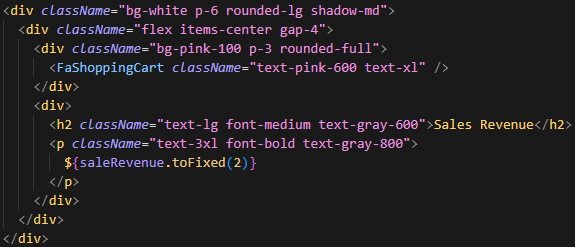 <div className="bg-white p-6 rounded-lg shadow-md">
  <div className="flex items-center gap-4">
    <div className="bg-pink-100 p-3 rounded-full">
      <FaShoppingCart className="text-pink-600 text-xl" />
    </div>
    <div>
      <h2 className="text-lg font-medium text-gray-600">Sales Revenue</h2>
      <p className="text-3xl font-bold text-gray-800">
        ${saleRevenue.toFixed(2)}
      </p>
    </div>
  </div>
</div>